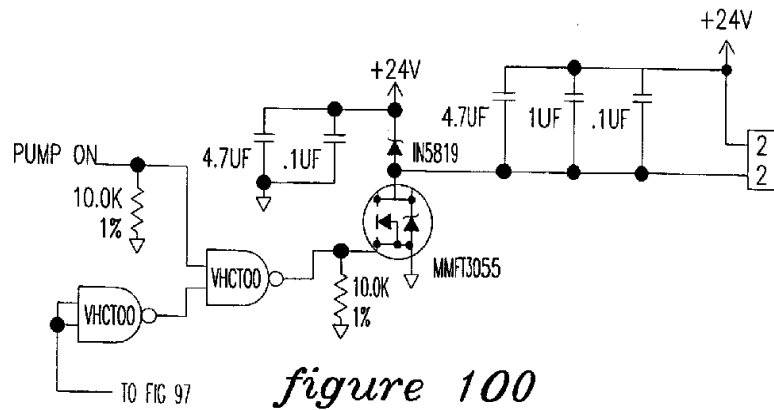 +24V
+24V
4.7UF
.1UF
IN5819
4.7UF
1UF
.1UF
2
2
PUMP ON
10.0K
1%
VHCT00
MMFT3055
VHCT00
10.0K
1%
TO FIG 97
figure 100